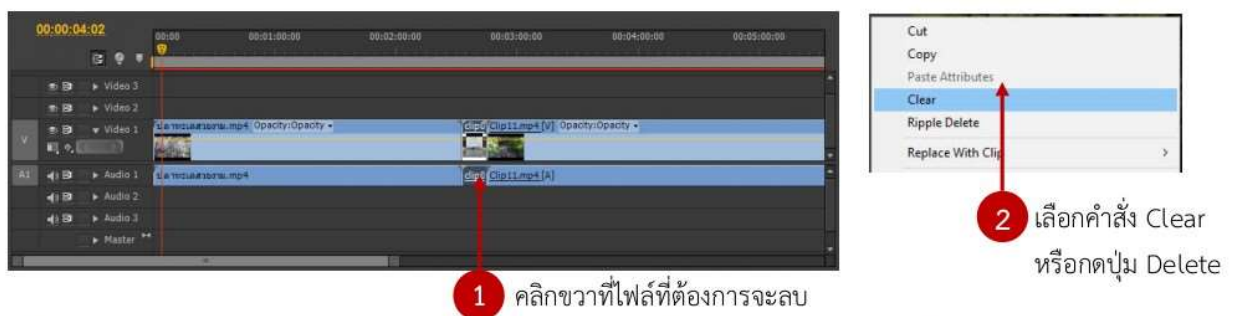 00:00:04:02
00:00 00:01:00:00 00:02:00:00 00:03:00:00 00:04:00:00 00:05:00:00
Video 3
Video 2
V Video 1 .mp4 Opacity:Opacity Clip11.mp4 [V] Opacity:Opacity
A1 Audio 1 .mp4 Clip11.mp4 [A]
Audio 2
Audio 3
Master
1 คลิกขวาที่ไฟล์ที่ต้องการจะลบ
Cut
Copy
Paste Attributes
Clear
Ripple Delete
Replace With Clip
2 เลือกคำสั่ง Clear
หรือกดปุ่ม Delete